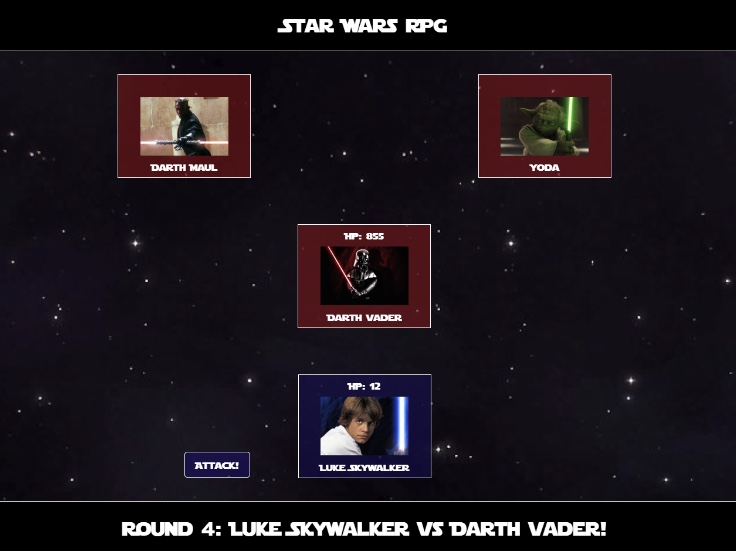 STAR WARS RPG
DARTH MAUL
YODA
HP: 855
DARTH VADER
HP: 12
LUKE SKYWALKER
ATTACK!
ROUND 4: LUKE SKYWALKER VS DARTH VADER!